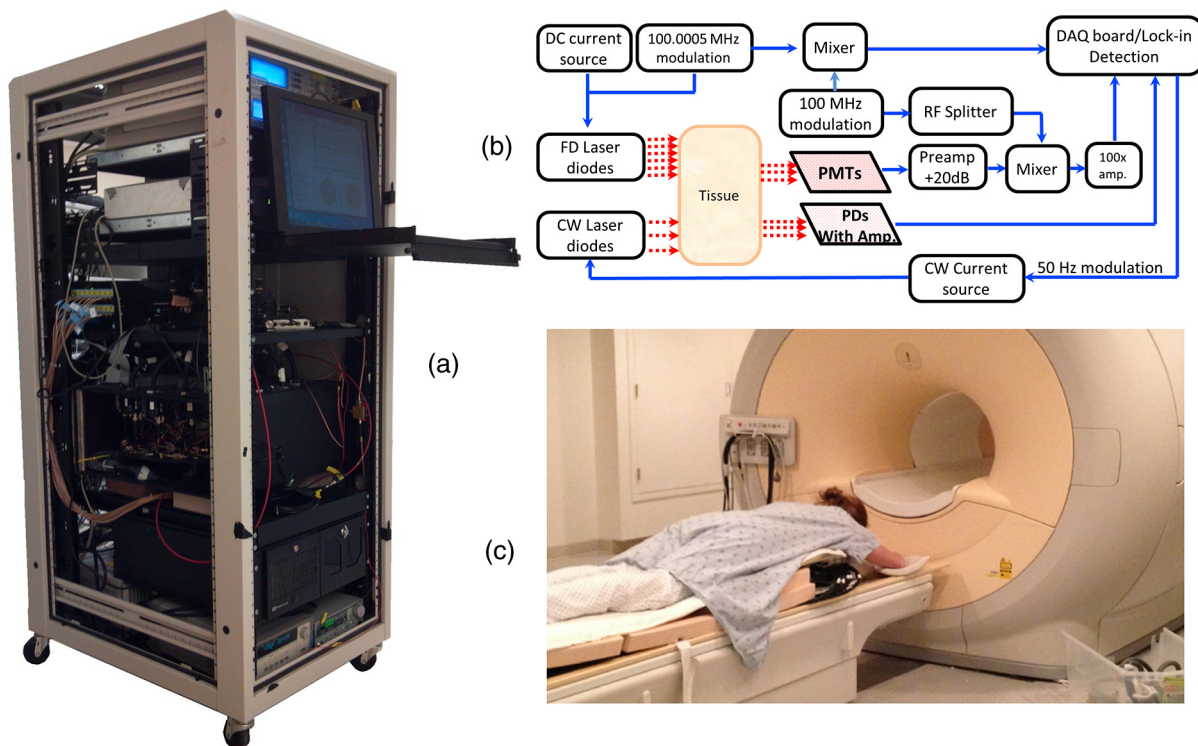 (a)
(b)
DC current
source
100.0005 MHz
modulation
Mixer
DAQ board/Lock-in
Detection
100 MHz
modulation
RF Splitter
FD Laser
diodes
Tissue
PMTs
Preamp
+20dB
Mixer
100x
amp.
CW Laser
diodes
PDs
With Amp.
CW Current
source
50 Hz modulation
(c)